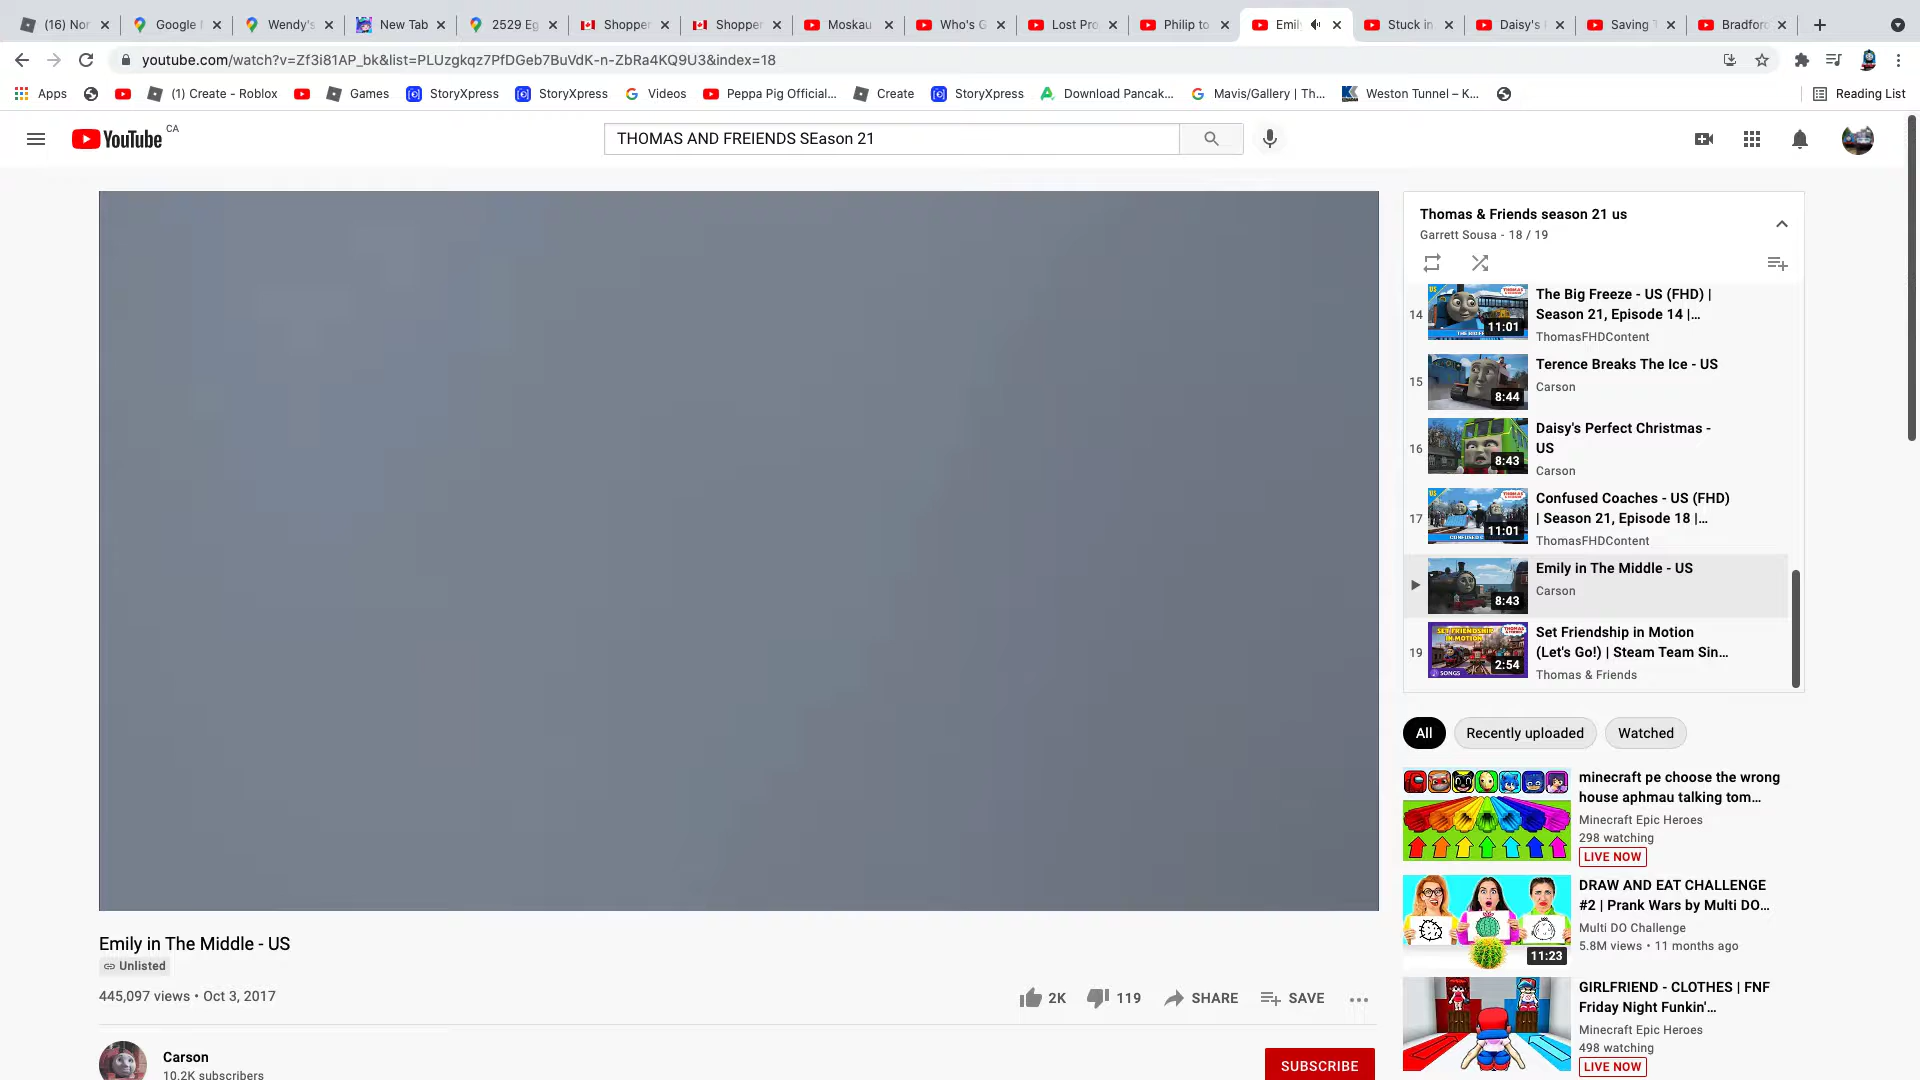 (16) Nor
Google
Wendy's
New Tab
2529 Eg
Shopper
Shopper
Moskau
Who's G
Lost Pro
Philip to
Emily
Stuck in
Daisy's
Saving T
Bradford
youtube.com/watch?v=Zf3i81AP_bk&list=PLUzgkqz7PfDGeb7BuVdK-n-ZbRa4KQ9U3&index=18
Apps
(1) Create - Roblox
Games
StoryXpress
StoryXpress
Videos
Peppa Pig Official...
Create
StoryXpress
Download Pancak...
Mavis/Gallery | Th...
Weston Tunnel – K...
Reading List
YouTube CA
THOMAS AND FREIENDS SEason 21
Thomas & Friends season 21 us
Garrett Sousa - 18 / 19
14
11:01
The Big Freeze - US (FHD) |
Season 21, Episode 14 |...
ThomasFHDContent
15
8:44
Terence Breaks The Ice - US
Carson
16
8:43
Daisy's Perfect Christmas -
US
Carson
17
11:01
Confused Coaches - US (FHD)
| Season 21, Episode 18 |...
ThomasFHDContent
8:43
Emily in The Middle - US
Carson
19
SET FRIENDSHIP
IN MOTION
SONGS
2:54
Set Friendship in Motion
(Let's Go!) | Steam Team Sin...
Thomas & Friends
All
Recently uploaded
Watched
minecraft pe choose the wrong
house aphmau talking tom...
Minecraft Epic Heroes
298 watching
LIVE NOW
11:23
DRAW AND EAT CHALLENGE
#2 | Prank Wars by Multi DO...
Multi DO Challenge
5.8M views • 11 months ago
GIRLFRIEND - CLOTHES | FNF
Friday Night Funkin'...
Minecraft Epic Heroes
498 watching
LIVE NOW
Emily in The Middle - US
Unlisted
445,097 views • Oct 3, 2017
2K
119
SHARE
SAVE
Carson
10.2K subscribers
SUBSCRIBE